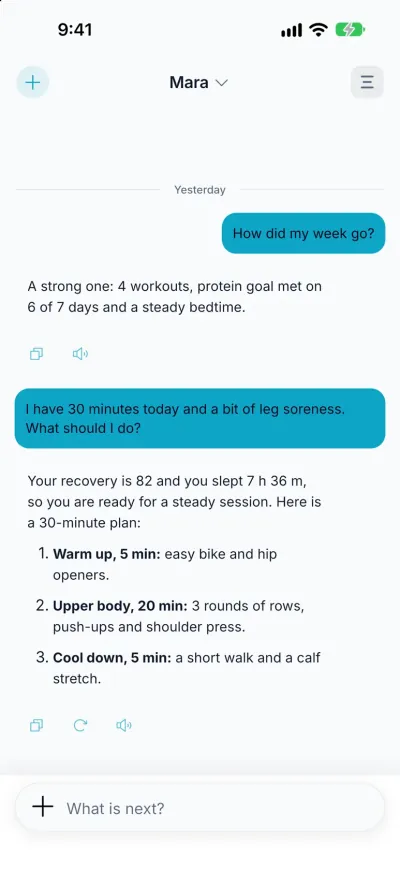 9:41
Mara
Yesterday
How did my week go?
A strong one: 4 workouts, protein goal met on
6 of 7 days and a steady bedtime.
I have 30 minutes today and a bit of leg soreness.
What should I do?
Your recovery is 82 and you slept 7 h 36 m,
so you are ready for a steady session. Here is
a 30-minute plan:
1. Warm up, 5 min: easy bike and hip
openers.
2. Upper body, 20 min: 3 rounds of rows,
push-ups and shoulder press.
3. Cool down, 5 min: a short walk and a calf
stretch.
What is next?